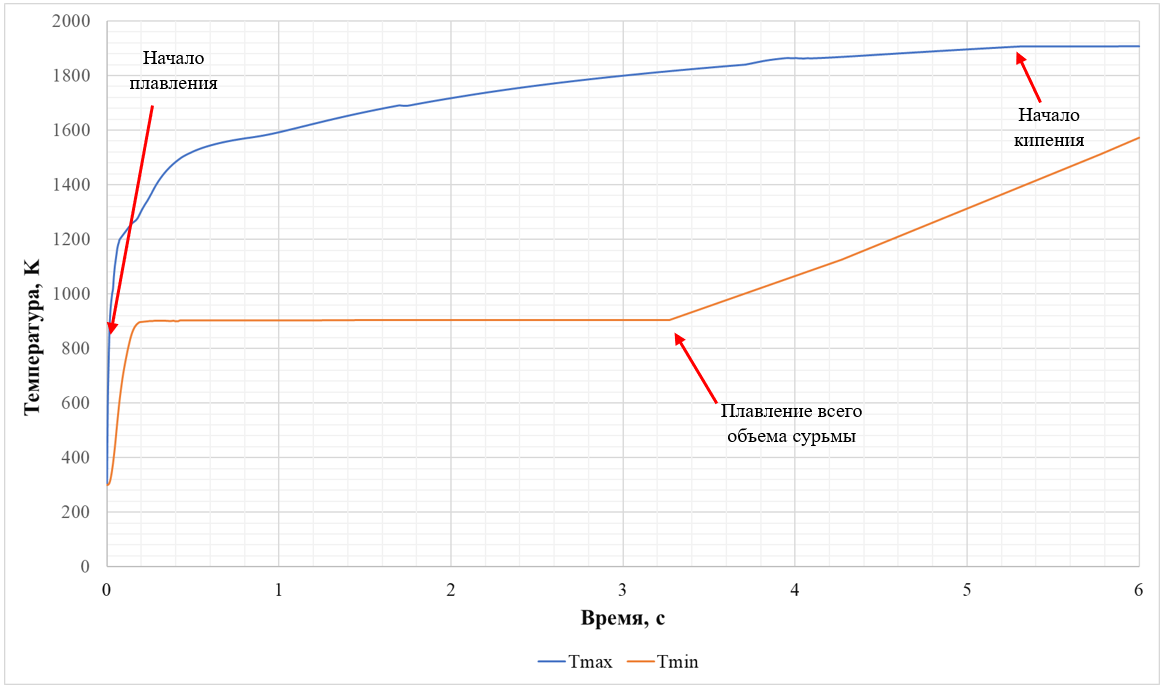 2000
1800
1600
1400
1200
1000
800
600
400
200
0
Температура, K
Начало
плавления
Начало
кипения
Плавление всего
объема сурьмы
0 1 2 3 4 5 6
Время, с
Tmax Tmin